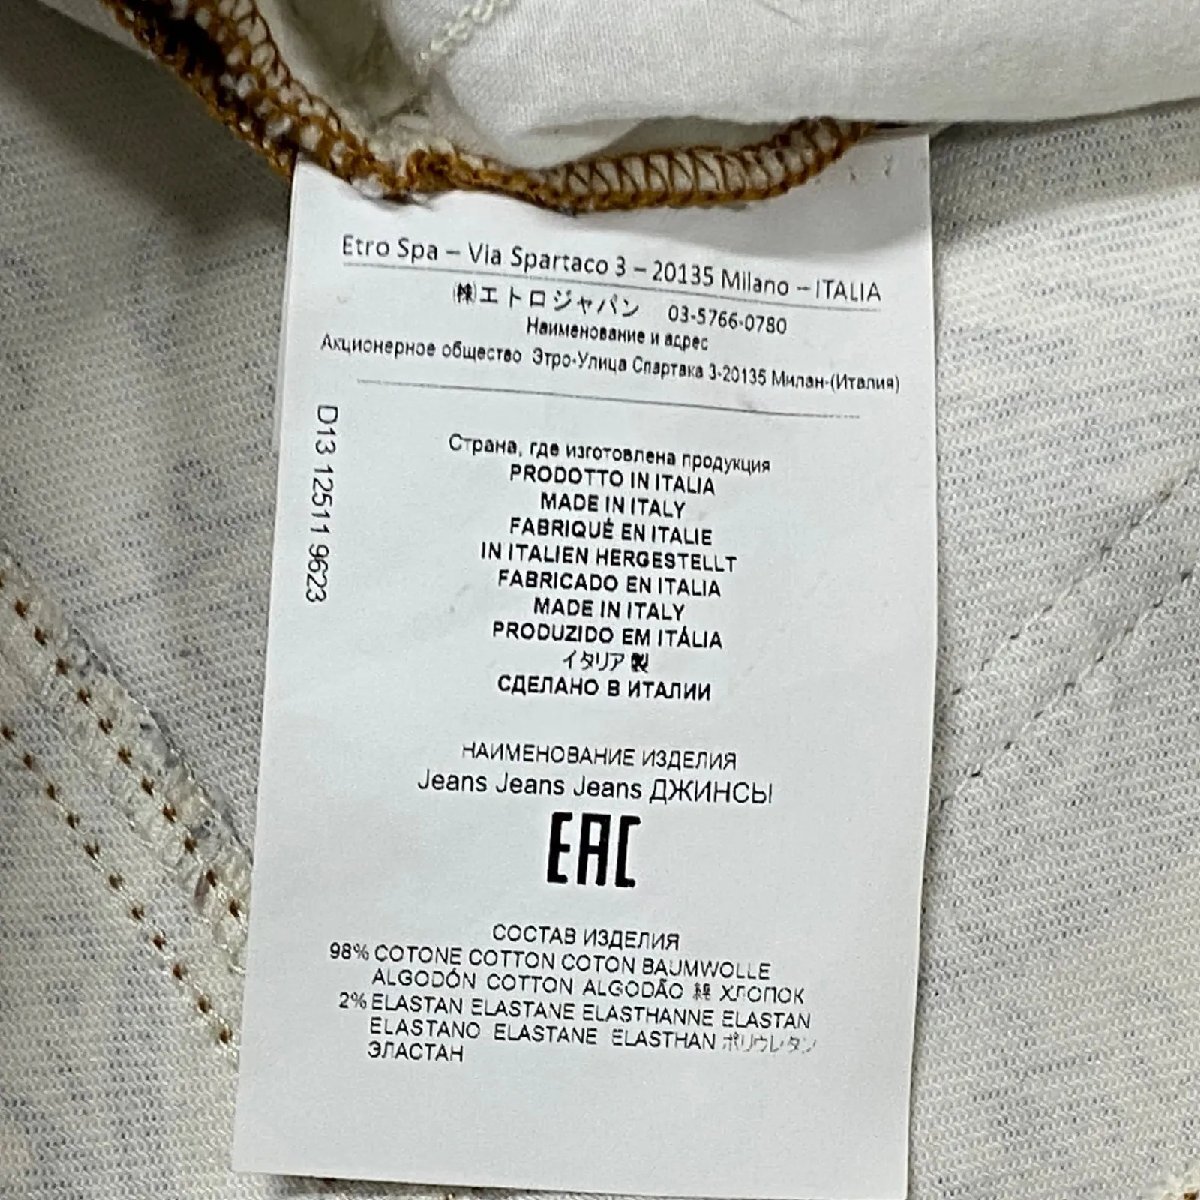 Etro Spa – Via Spartaco 3 – 20135 Milano – ITALIA
㈱エトロジャパン 03-5766-0780
Наименование и адрес
Акционерное общество Этро-Улица Спартака 3-20135 Милан-(Италия)
D13 12511 9623
Страна, где изготовлена продукция
PRODOTTO IN ITALIA
MADE IN ITALY
FABRIQUÉ EN ITALIE
IN ITALIEN HERGESTELLT
FABRICADO EN ITALIA
MADE IN ITALY
PRODUZIDO EM ITÁLIA
イタリア製
СДЕЛАНО В ИТАЛИИ
НАИМЕНОВАНИЕ ИЗДЕЛИЯ
Jeans Jeans Jeans ДЖИНСЫ
EAC
СОСТАВ ИЗДЕЛИЯ
98% COTONE COTTON COTON BAUMWOLLE
ALGODÓN COTTON ALGODÃO 綿 ХЛОПОК
2% ELASTAN ELASTANE ELASTHANNE ELASTAN
ELASTANO ELASTANE ELASTHAN ポリウレタン
ЭЛАСТАН